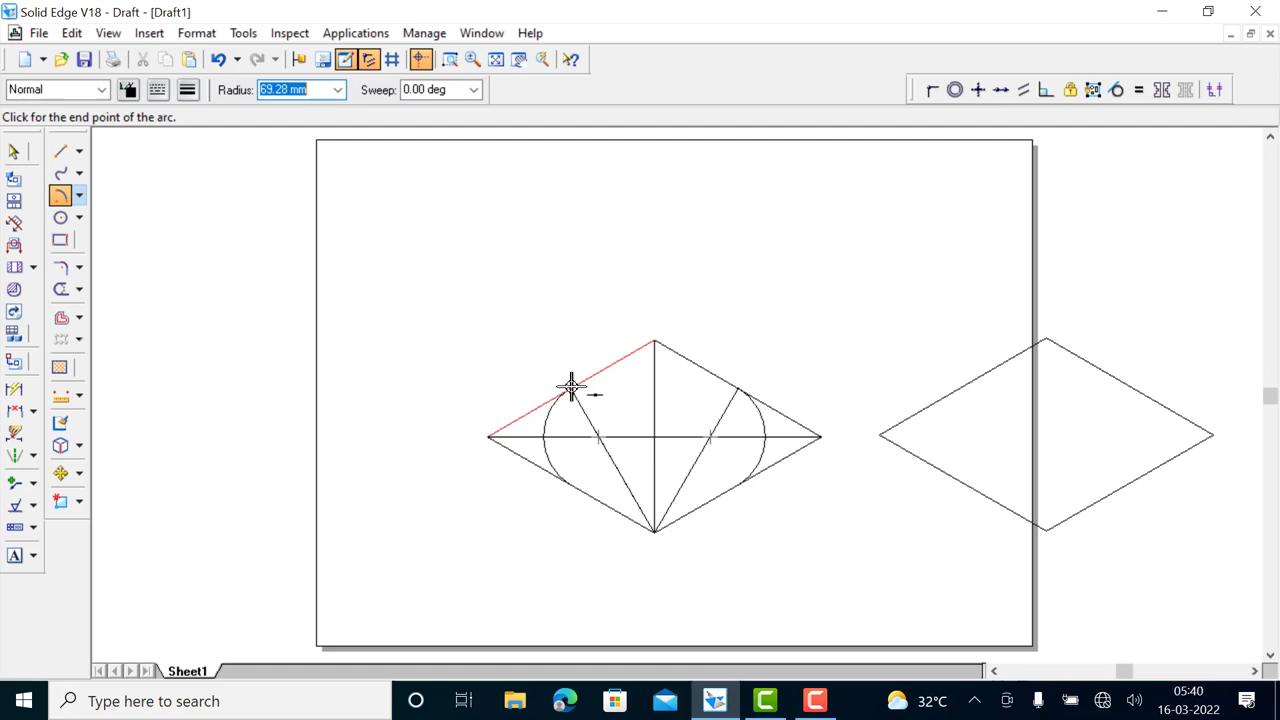 Solid Edge V18 - Draft - [Draft1]
File Edit View Insert Format Tools Inspect Applications Manage Window Help
Normal Radius: 69.28 mm Sweep: 0.00 deg
Click for the end point of the arc.
A
Sheet1
Type here to search
32°C
05:40
16-03-2022